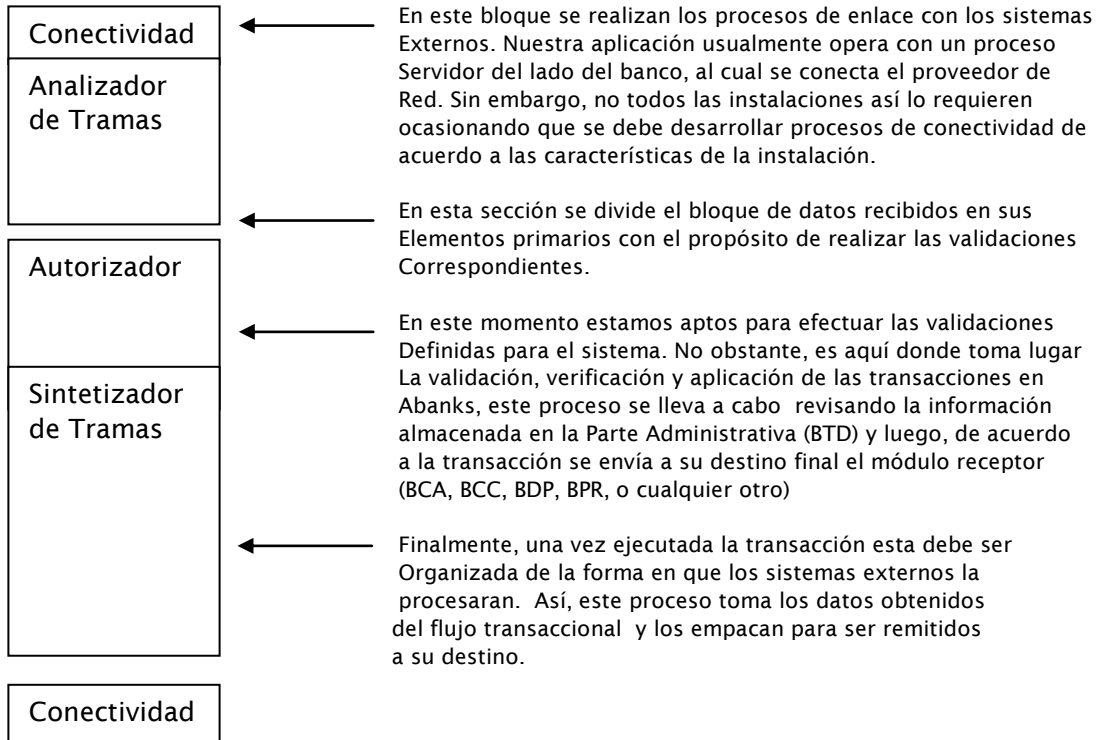 Conectividad
En este bloque se realizan los procesos de enlace con los sistemas
Externos. Nuestra aplicación usualmente opera con un proceso
Servidor del lado del banco, al cual se conecta el proveedor de
Red. Sin embargo, no todos las instalaciones así lo requieren
ocasionando que se debe desarrollar procesos de conectividad de
acuerdo a las características de la instalación.
Analizador
de Tramas
En esta sección se divide el bloque de datos recibidos en sus
Elementos primarios con el propósito de realizar las validaciones
Correspondientes.
Autorizador
En este momento estamos aptos para efectuar las validaciones
Definidas para el sistema. No obstante, es aquí donde toma lugar
La validación, verificación y aplicación de las transacciones en
Abanks, este proceso se lleva a cabo revisando la información
almacenada en la Parte Administrativa (BTD) y luego, de acuerdo
a la transacción se envía a su destino final el módulo receptor
(BCA, BCC, BDP, BPR, o cualquier otro)
Sintetizador
de Tramas
Finalmente, una vez ejecutada la transacción esta debe ser
Organizada de la forma en que los sistemas externos la
procesaran. Así, este proceso toma los datos obtenidos
del flujo transaccional y los empacan para ser remitidos
a su destino.
Conectividad